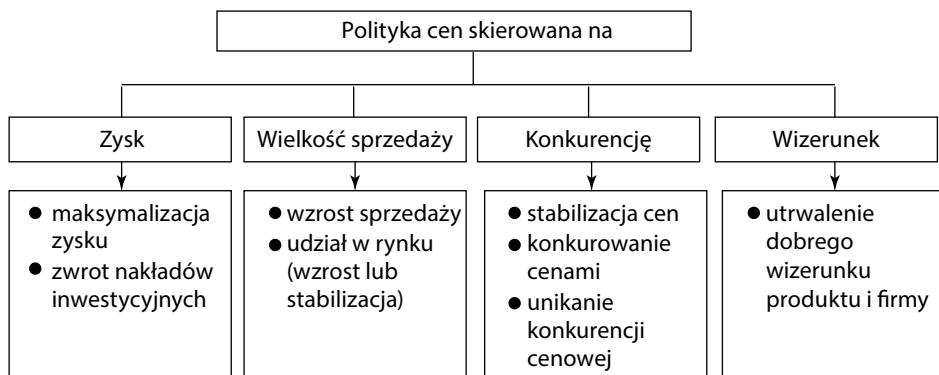 Polityka cen skierowana na
Zysk
Wielkość sprzedaży
Konkurencję
Wizerunek
● maksymalizacja
zysku
● zwrot nakładów
inwestycyjnych
● wzrost sprzedaży
● udział w rynku
(wzrost lub
stabilizacja)
● stabilizacja cen
● konkurowanie
cenami
● unikanie
konkurencji
cenowej
● utrwalenie
dobrego
wizerunku
produktu i firmy